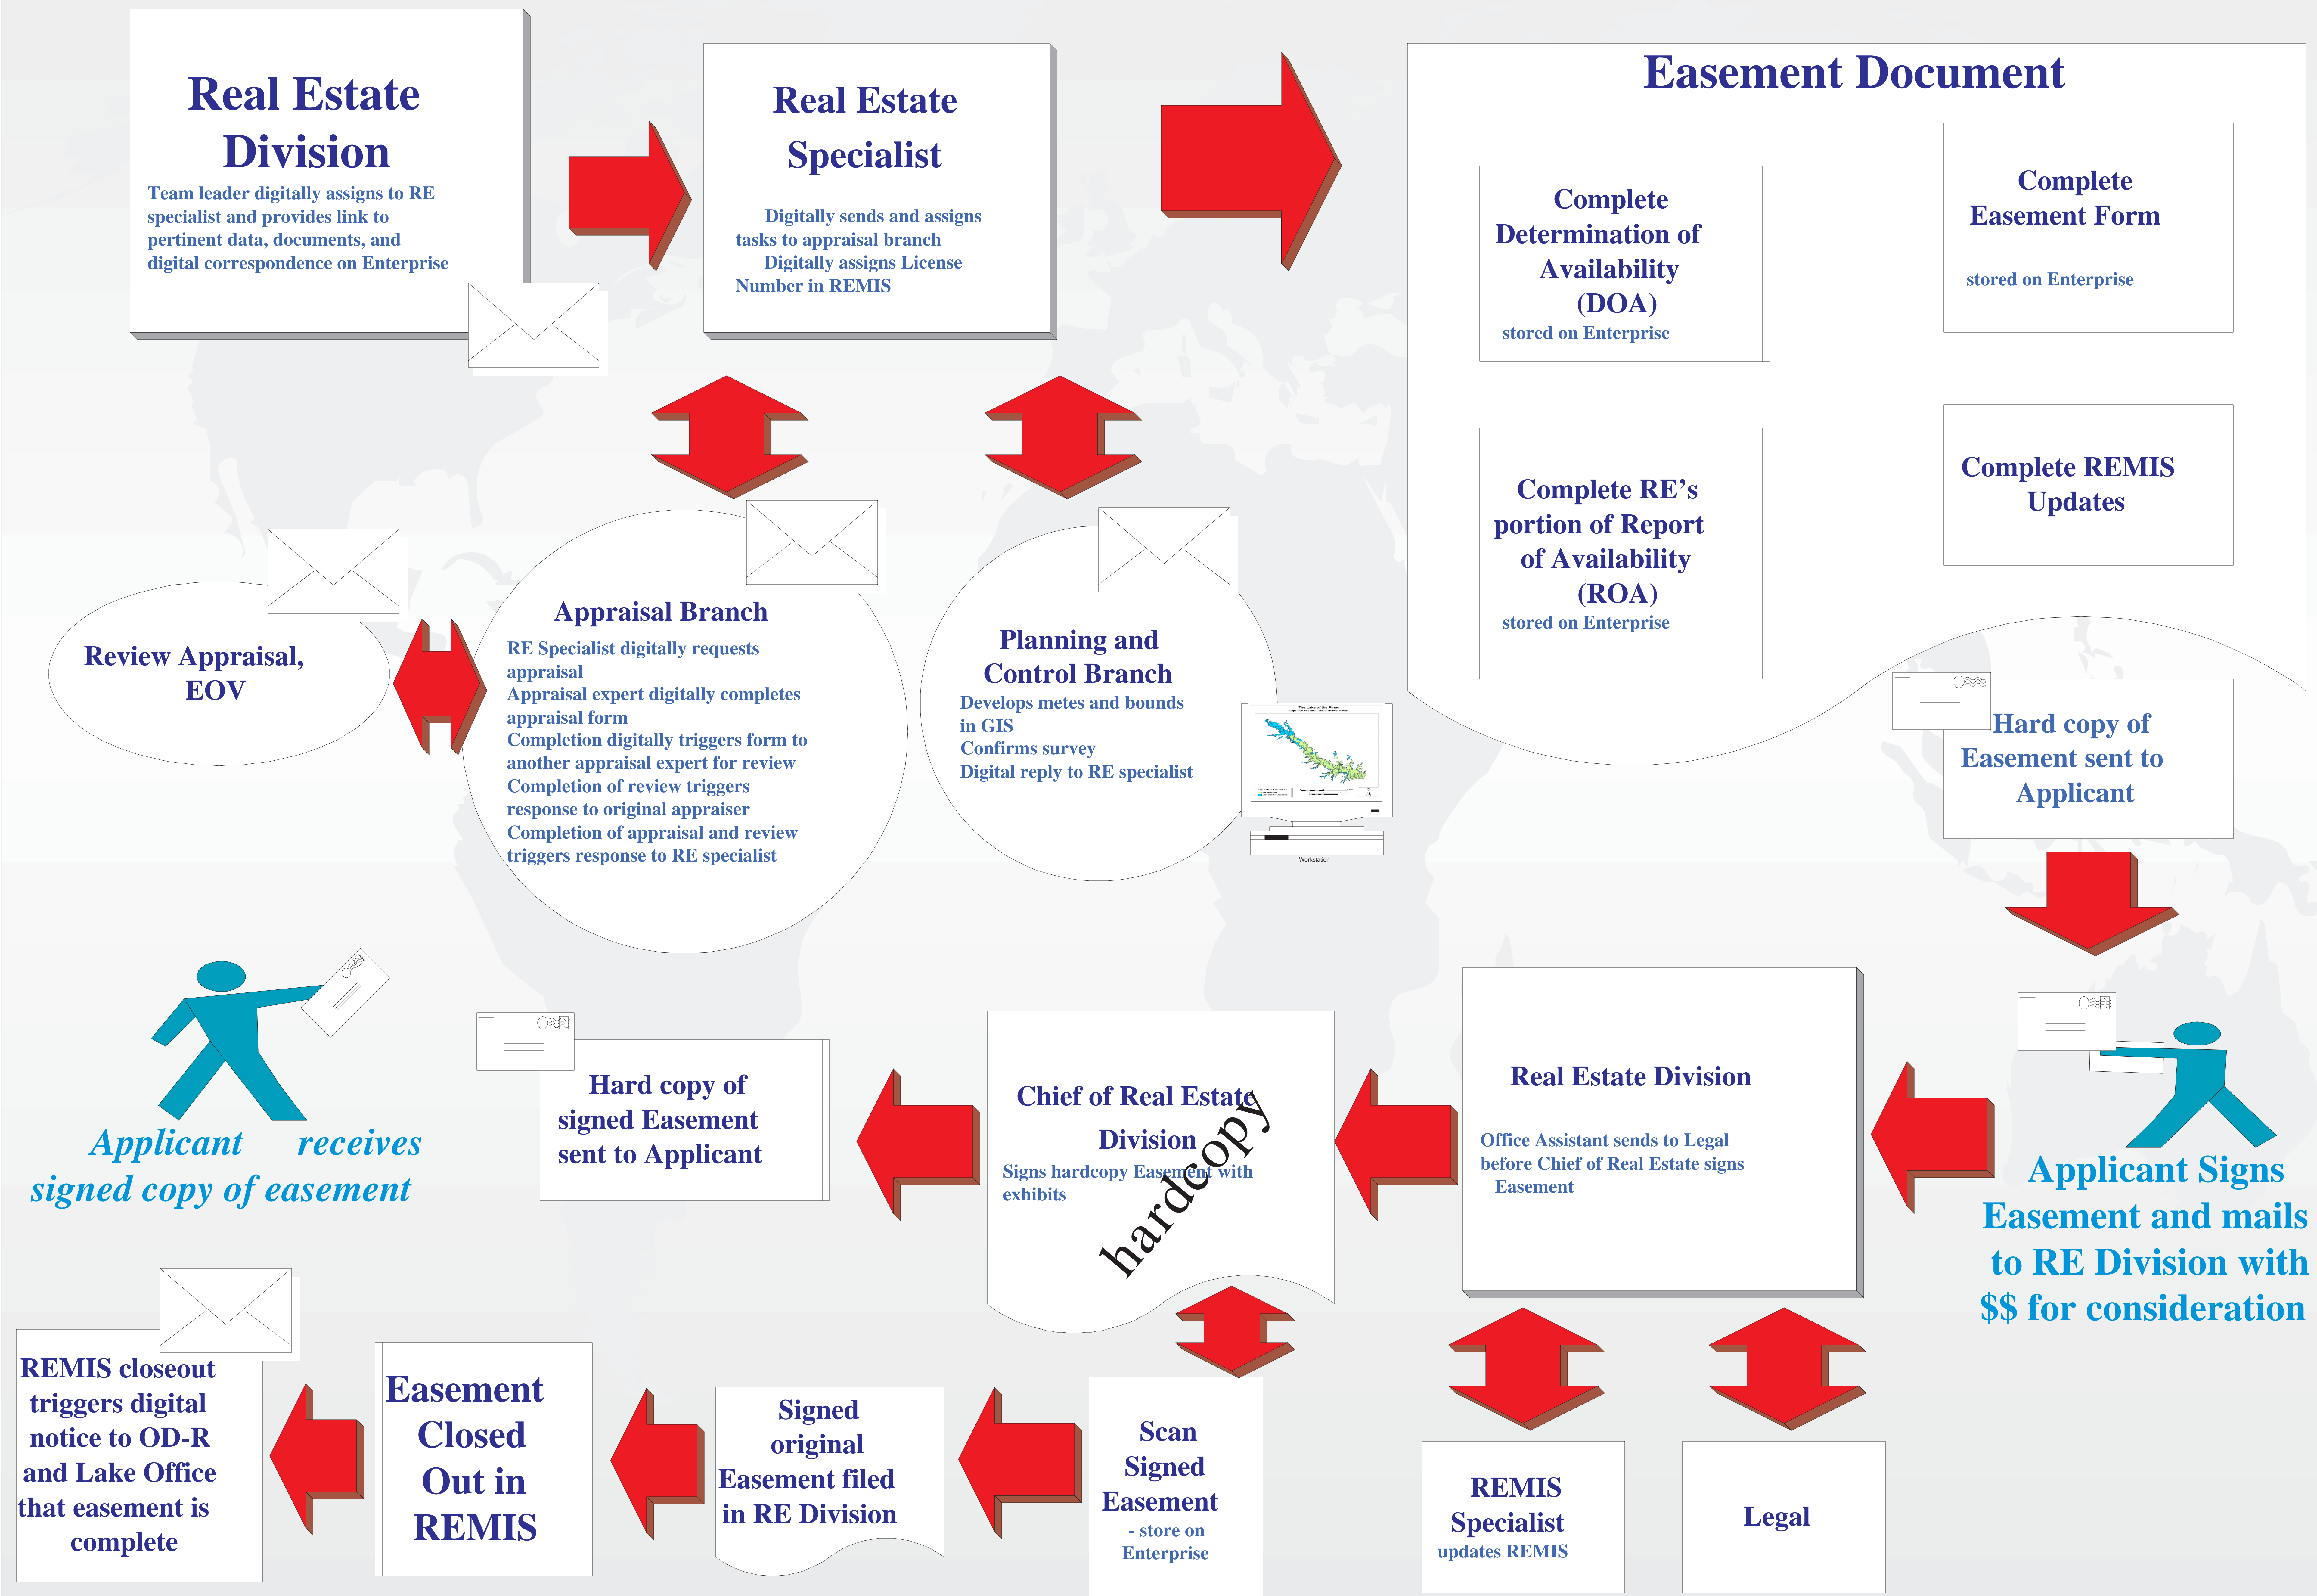 Real Estate
Division
Team leader digitally assigns to RE
specialist and provides link to
pertinent data, documents, and
digital correspondence on Enterprise
Real Estate
Specialist
Digitally sends and assigns
tasks to appraisal branch
Digitally assigns License
Number in REMIS
Easement Document
Complete
Determination of
Availability
(DOA)
stored on Enterprise
Complete
Easement Form
stored on Enterprise
Complete RE’s
portion of Report
of Availability
(ROA)
stored on Enterprise
Complete REMIS
Updates
Review Appraisal,
EOV
Appraisal Branch
RE Specialist digitally requests
appraisal
Appraisal expert digitally completes
appraisal form
Completion digitally triggers form to
another appraisal expert for review
Completion of review triggers
response to original appraiser
Completion of appraisal and review
triggers response to RE specialist
Planning and
Control Branch
Develops metes and bounds
in GIS
Confirms survey
Digital reply to RE specialist
The Lake of the Pines
Workstation
Hard copy of
Easement sent to
Applicant
Applicant receives
signed copy of easement
Hard copy of
signed Easement
sent to Applicant
Chief of Real Estate
Division
Signs hardcopy Easement with
exhibits
hardcopy
Real Estate Division
Office Assistant sends to Legal
before Chief of Real Estate signs
Easement
Applicant Signs
Easement and mails
to RE Division with
$$ for consideration
REMIS closeout
triggers digital
notice to OD-R
and Lake Office
that easement is
complete
Easement
Closed
Out in
REMIS
Signed
original
Easement filed
in RE Division
Scan
Signed
Easement
- store on
Enterprise
REMIS
Specialist
updates REMIS
Legal